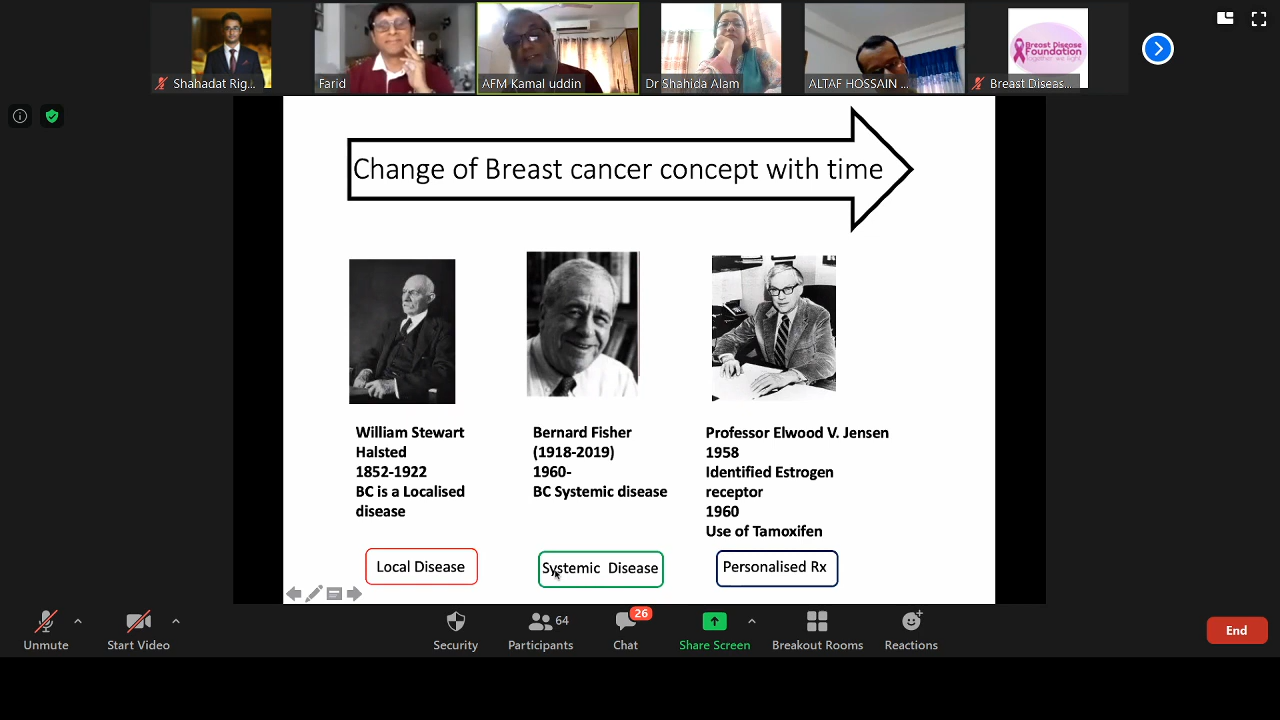 Shahadat Rig...
Farid
AFM Kamal uddin
Dr Shahida Alam
ALTAF HOSSAIN ...
Breast Disease
Foundation
together we fight
Breast Diseas...
Change of Breast cancer concept with time
William Stewart
Halsted
1852-1922
BC is a Localised
disease
Local Disease
Bernard Fisher
(1918-2019)
1960-
BC Systemic disease
Systemic Disease
Professor Elwood V. Jensen
1958
Identified Estrogen
receptor
1960
Use of Tamoxifen
Personalised Rx
Unmute
Start Video
Security
64
Participants
26
Chat
Share Screen
Breakout Rooms
Reactions
End